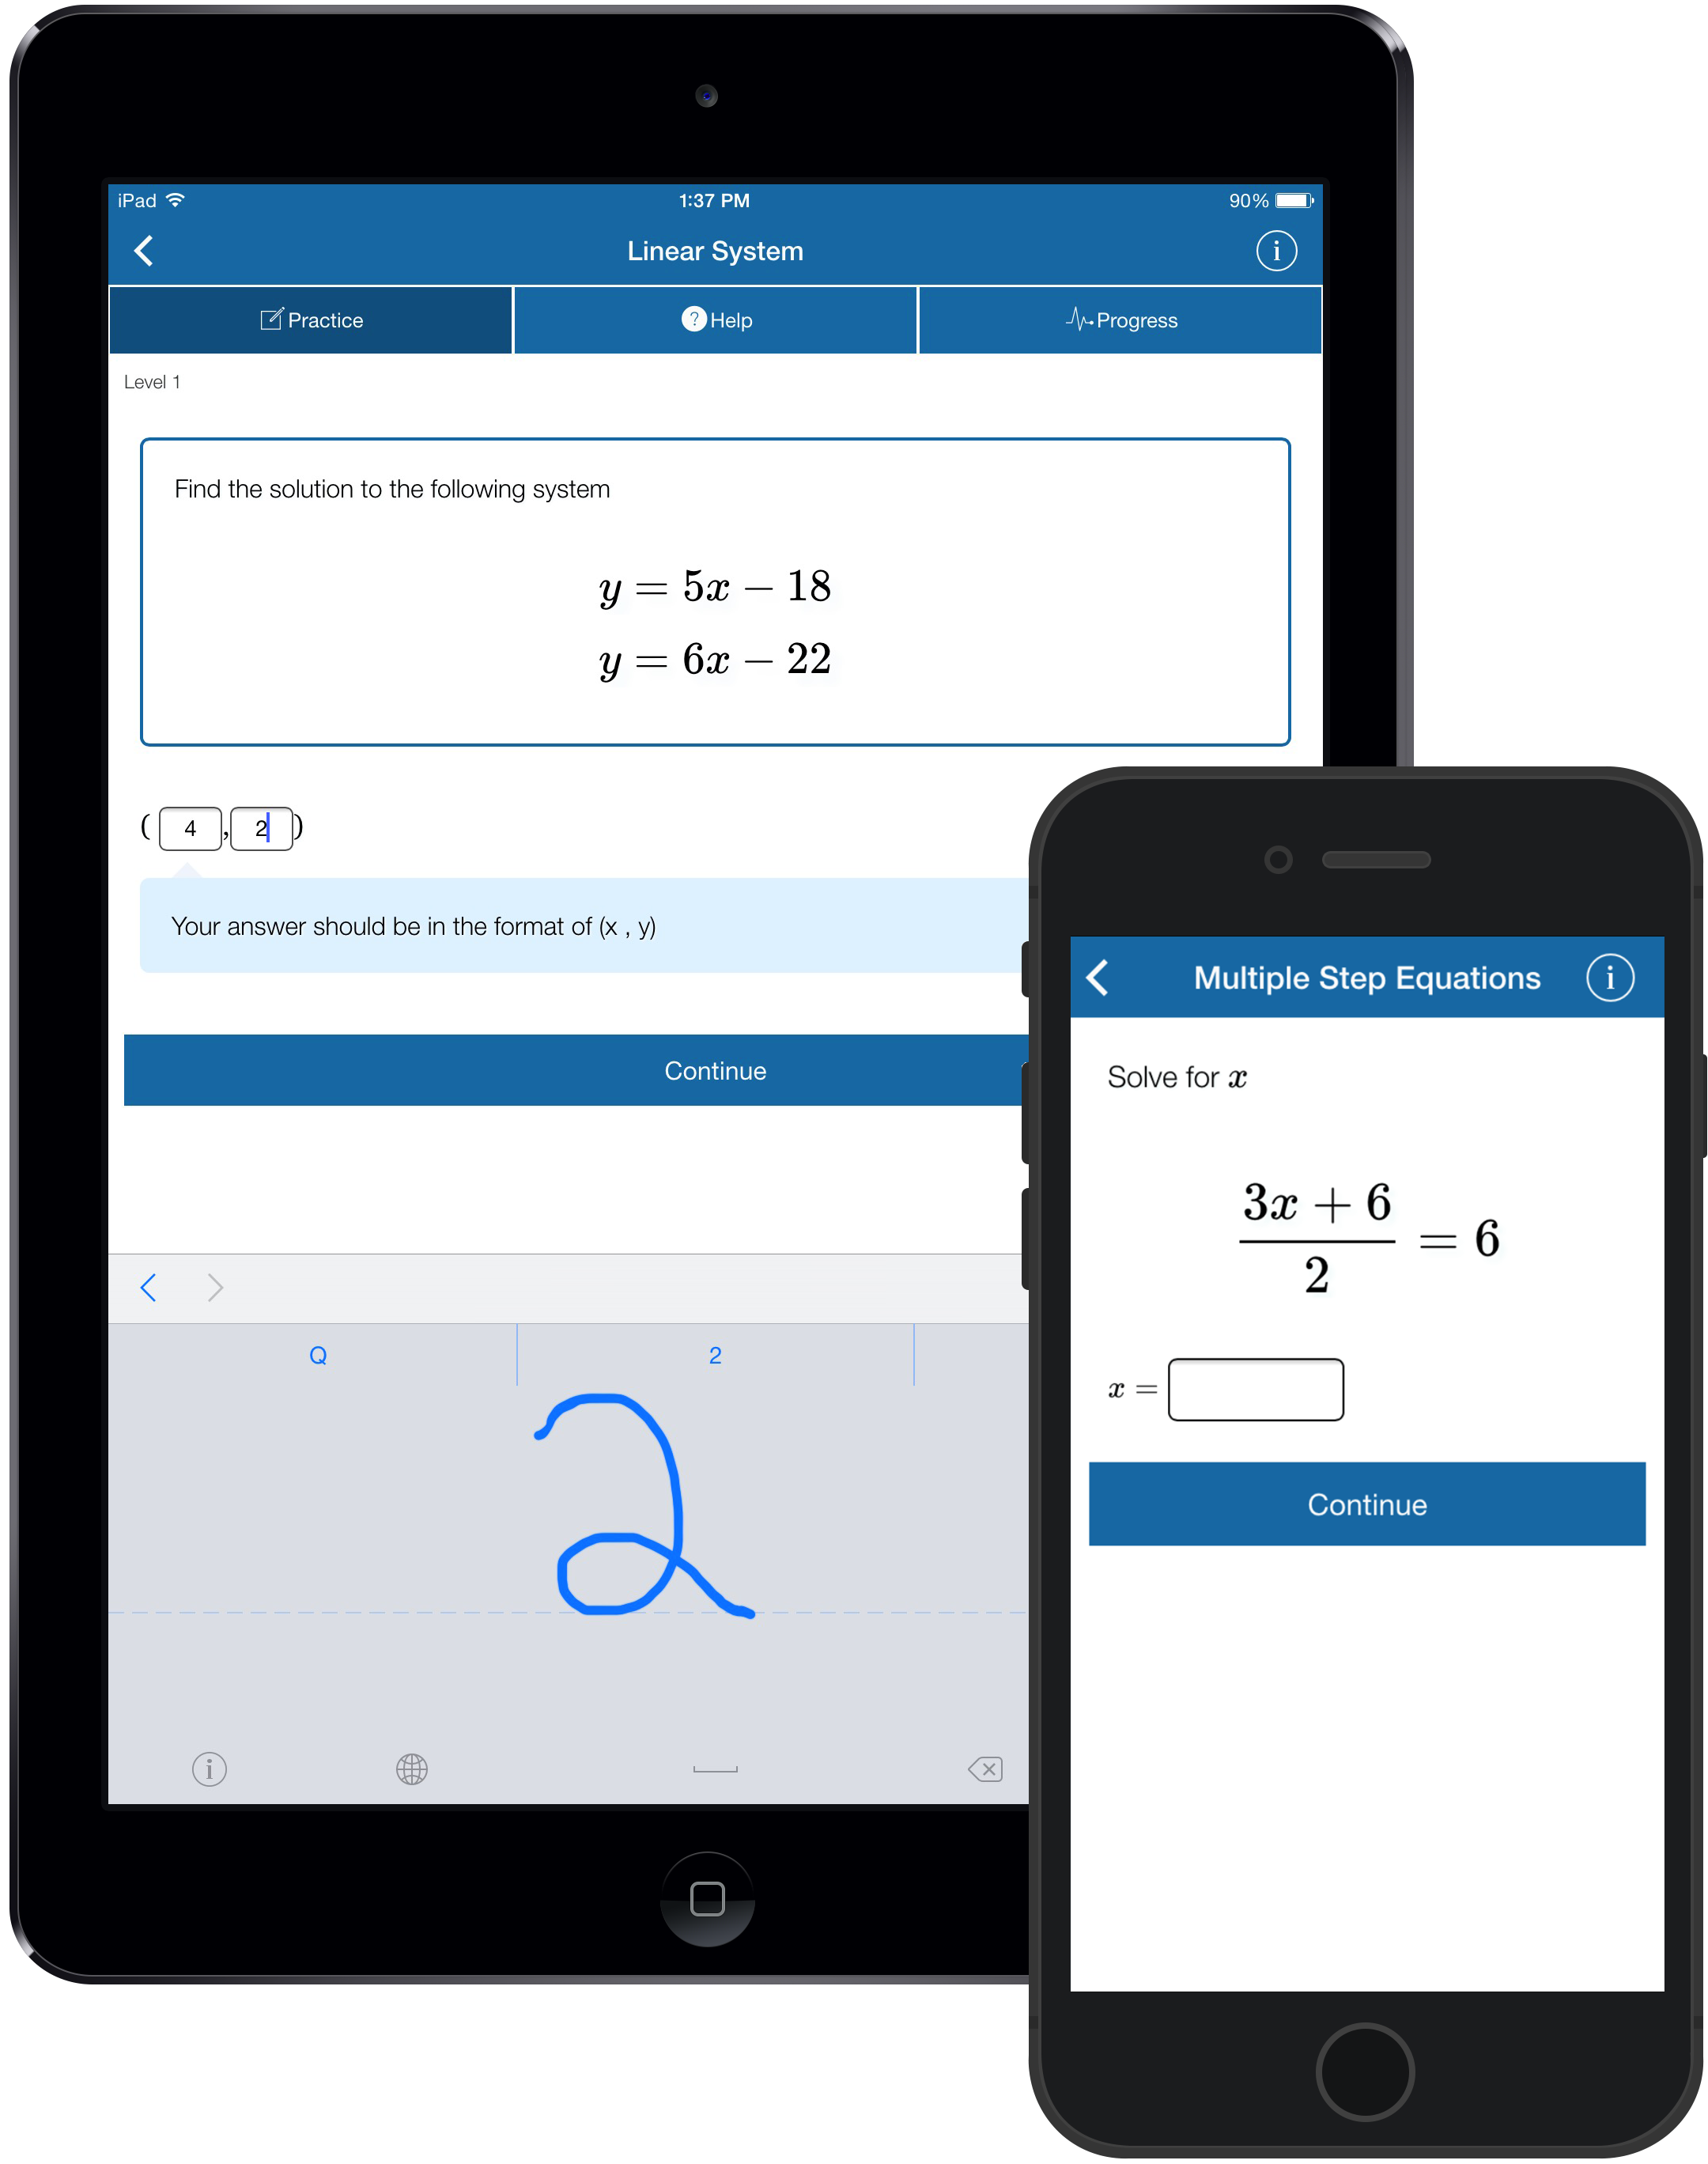 iPad 1:37 PM 90%
Linear System i
Practice ? Help Progress
Level 1
Find the solution to the following system
y = 5x − 18
y = 6x − 22
( 4 , 2 )
Your answer should be in the format of (x , y)
Continue
Q 2
2
i
Multiple Step Equations i
Solve for x
3x + 6
2
= 6
x =
Continue